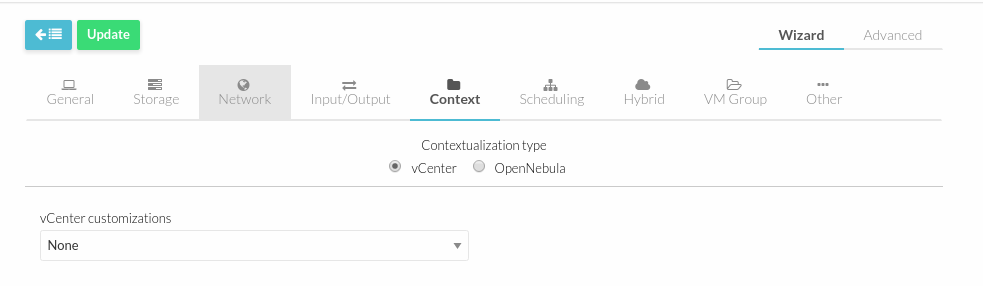 Update
Wizard Advanced
General Storage Network Input/Output Context Scheduling Hybrid VM Group Other
Contextualization type
vCenter OpenNebula
vCenter customizations
None